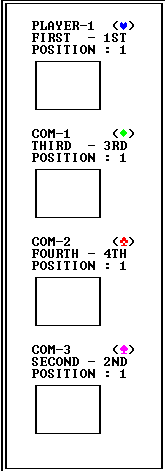 PLAYER-1 (♥)
FIRST - 1ST
POSITION : 1
COM-1 (♦)
THIRD - 3RD
POSITION : 1
COM-2 (♣)
FOURTH - 4TH
POSITION : 1
COM-3 (♠)
SECOND - 2ND
POSITION : 1